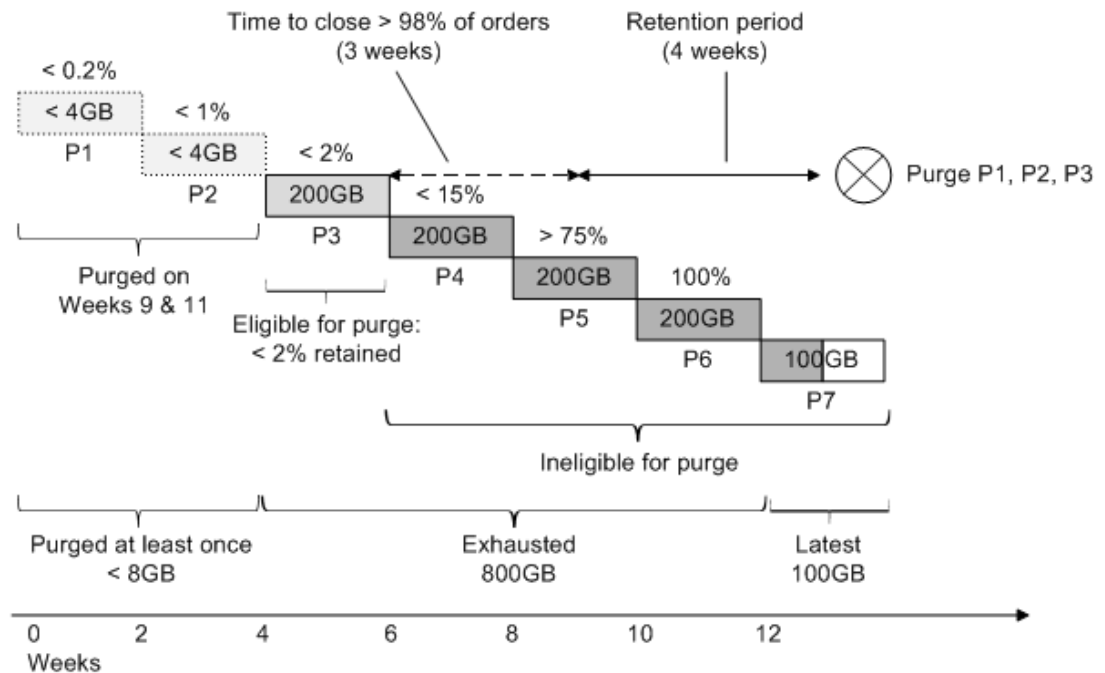 Time to close > 98% of orders
(3 weeks)
Retention period
(4 weeks)
< 0.2%
< 4GB
P1
< 1%
< 4GB
P2
< 2%
200GB
P3
< 15%
200GB
P4
> 75%
200GB
P5
100%
200GB
P6
100GB
P7
Purge P1, P2, P3
Purged on
Weeks 9 & 11
Eligible for purge:
< 2% retained
Ineligible for purge
Purged at least once
< 8GB
Exhausted
800GB
Latest
100GB
0 2 4 6 8 10 12
Weeks